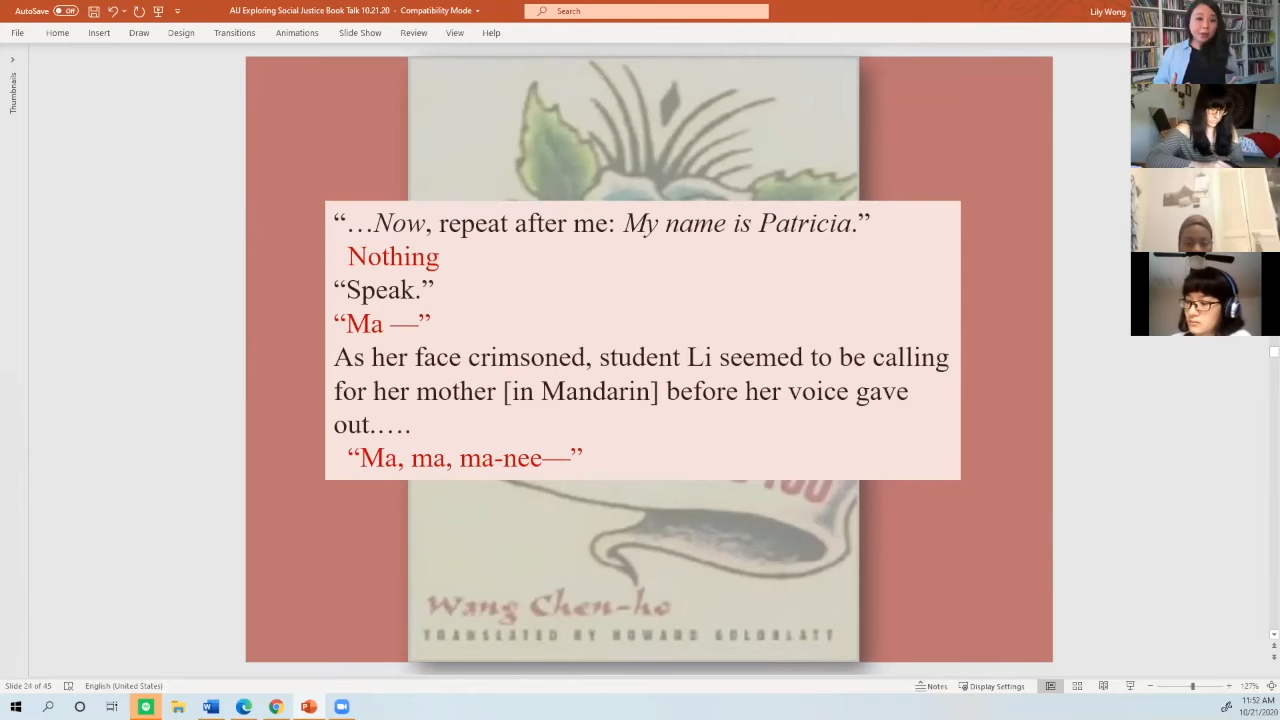 AutoSave Off
AU Exploring Social Justice Book Talk 10.21.20 - Compatibility Mode
Search
Lily Wong
File Home Insert Draw Design Transitions Animations Slide Show Review View Help
Thumbnails
“…Now, repeat after me: My name is Patricia.”
Nothing
“Speak.”
“Ma —”
As her face crimsoned, student Li seemed to be calling
for her mother [in Mandarin] before her voice gave
out.….
“Ma, ma, ma-nee—”
YOU
Wang Chen-ho
TRANSLATED BY HOWARD GOLDBLATT
Slide 24 of 45 English (United States) Notes Display Settings 127%
11:52 AM
10/21/2020